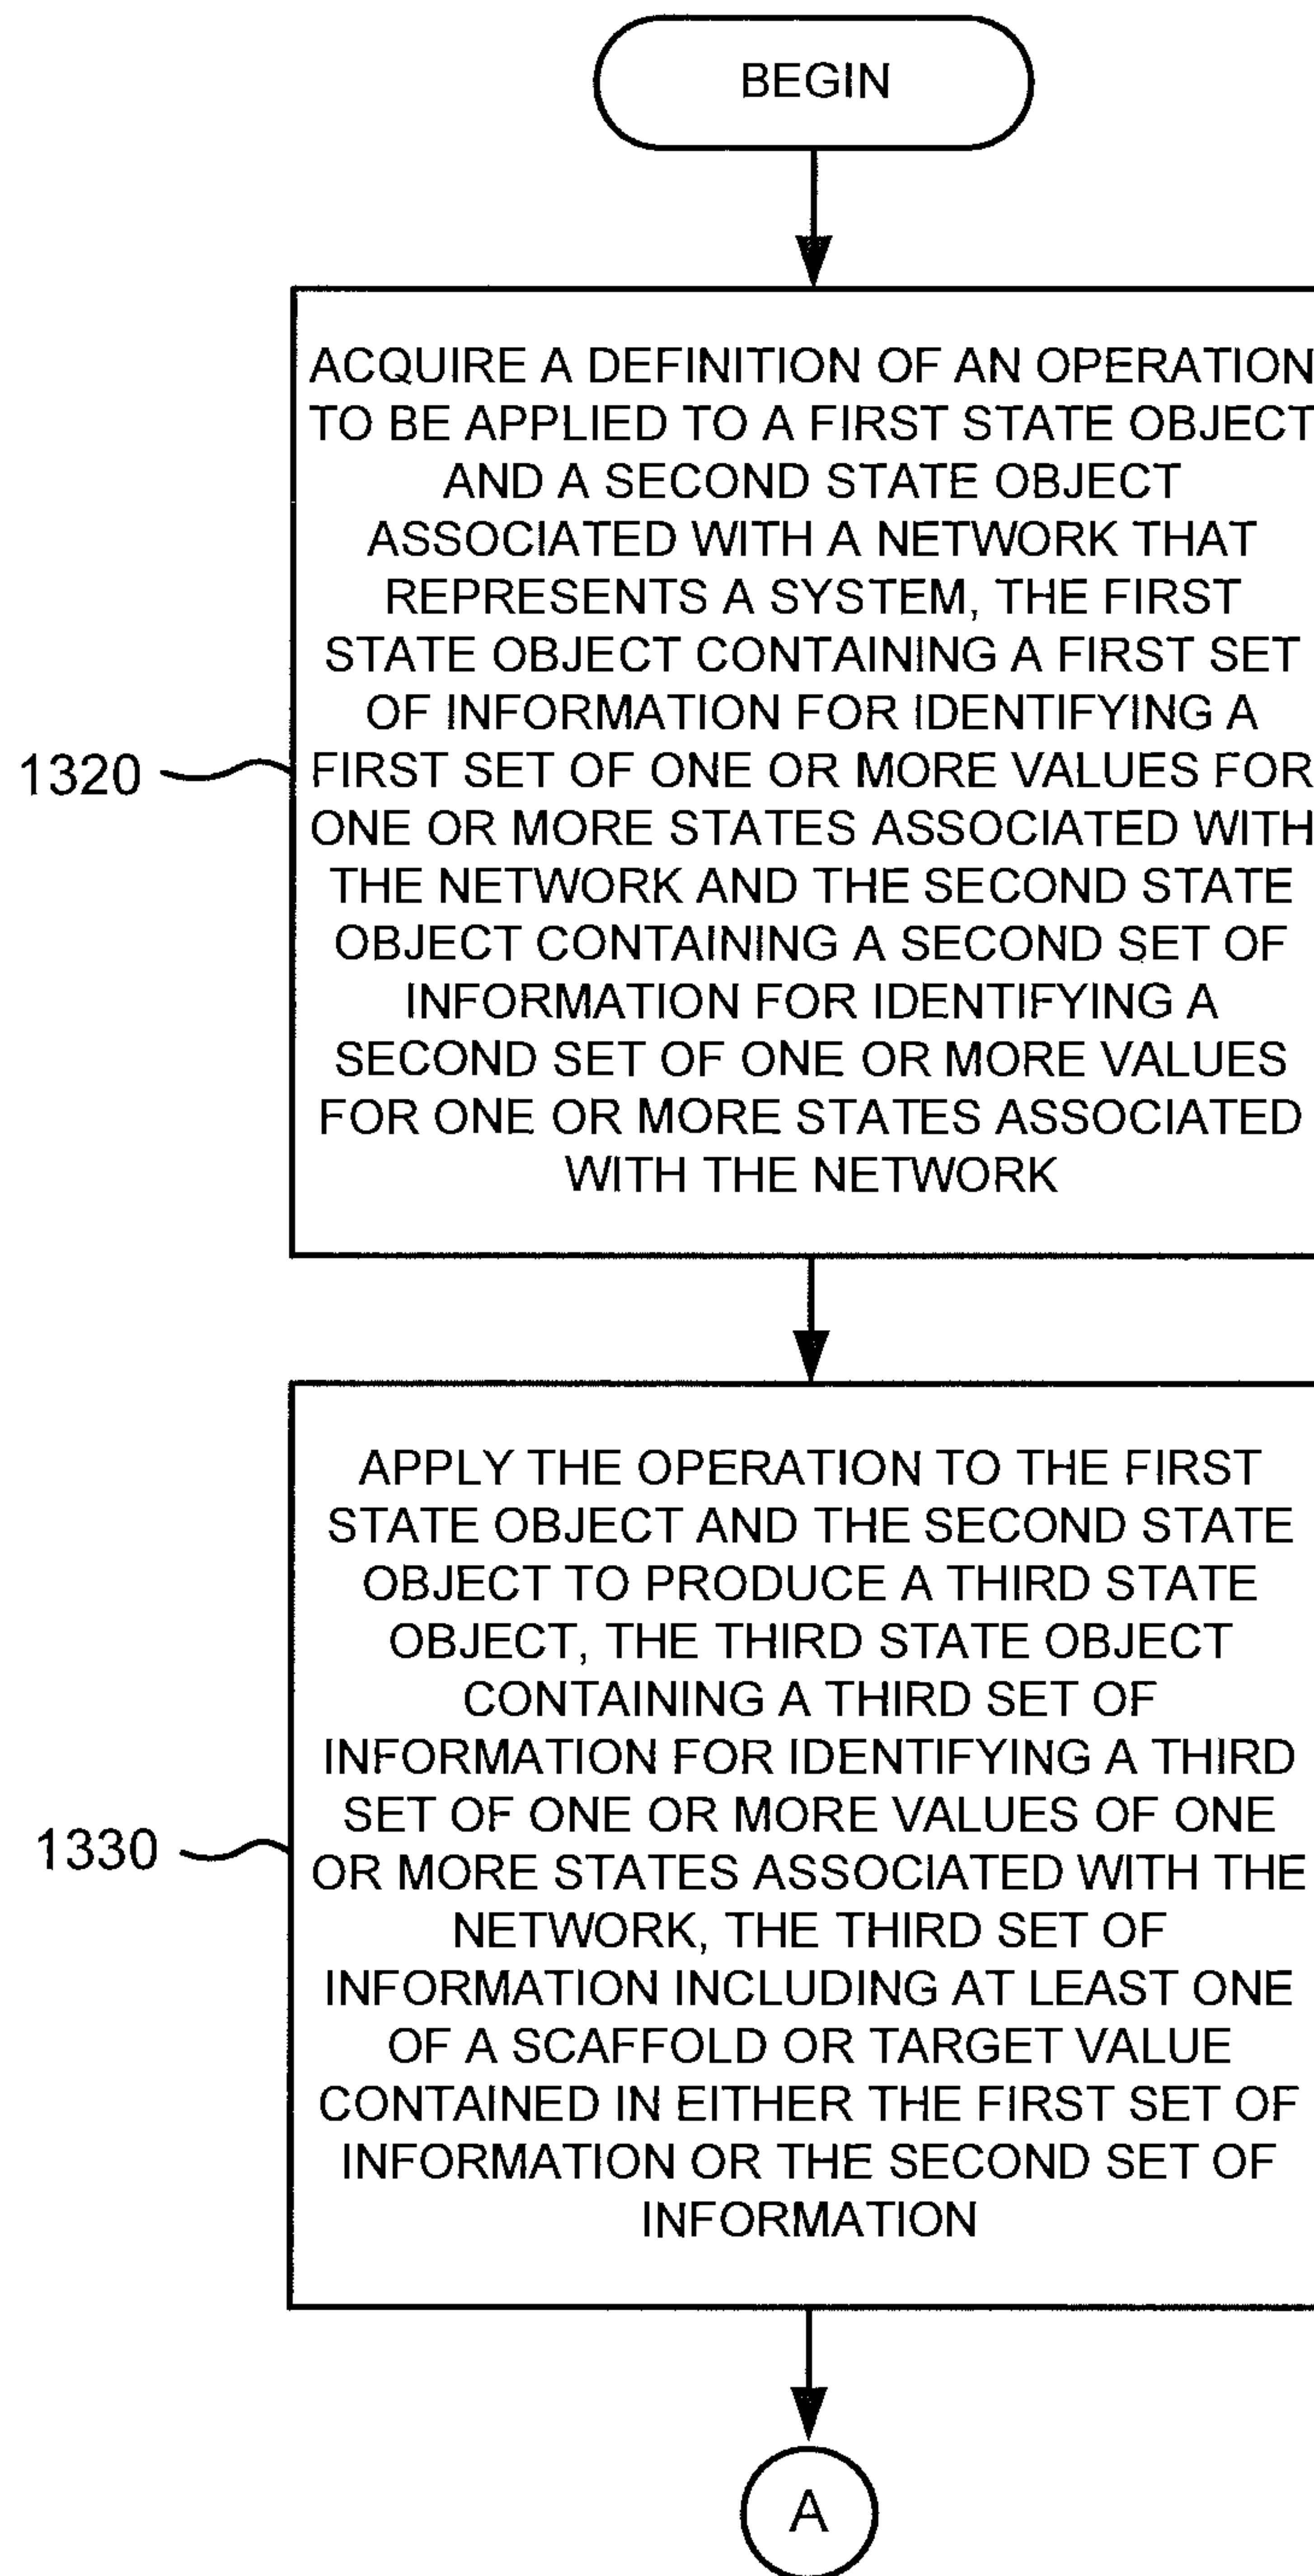 BEGIN
ACQUIRE A DEFINITION OF AN OPERATION
TO BE APPLIED TO A FIRST STATE OBJECT
AND A SECOND STATE OBJECT
ASSOCIATED WITH A NETWORK THAT
REPRESENTS A SYSTEM, THE FIRST
STATE OBJECT CONTAINING A FIRST SET
OF INFORMATION FOR IDENTIFYING A
1320
FIRST SET OF ONE OR MORE VALUES FOR
ONE OR MORE STATES ASSOCIATED WITH
THE NETWORK AND THE SECOND STATE
OBJECT CONTAINING A SECOND SET OF
INFORMATION FOR IDENTIFYING A
SECOND SET OF ONE OR MORE VALUES
FOR ONE OR MORE STATES ASSOCIATED
WITH THE NETWORK
APPLY THE OPERATION TO THE FIRST
STATE OBJECT AND THE SECOND STATE
OBJECT TO PRODUCE A THIRD STATE
OBJECT, THE THIRD STATE OBJECT
CONTAINING A THIRD SET OF
INFORMATION FOR IDENTIFYING A THIRD
SET OF ONE OR MORE VALUES OF ONE
1330
OR MORE STATES ASSOCIATED WITH THE
NETWORK, THE THIRD SET OF
INFORMATION INCLUDING AT LEAST ONE
OF A SCAFFOLD OR TARGET VALUE
CONTAINED IN EITHER THE FIRST SET OF
INFORMATION OR THE SECOND SET OF
INFORMATION
A